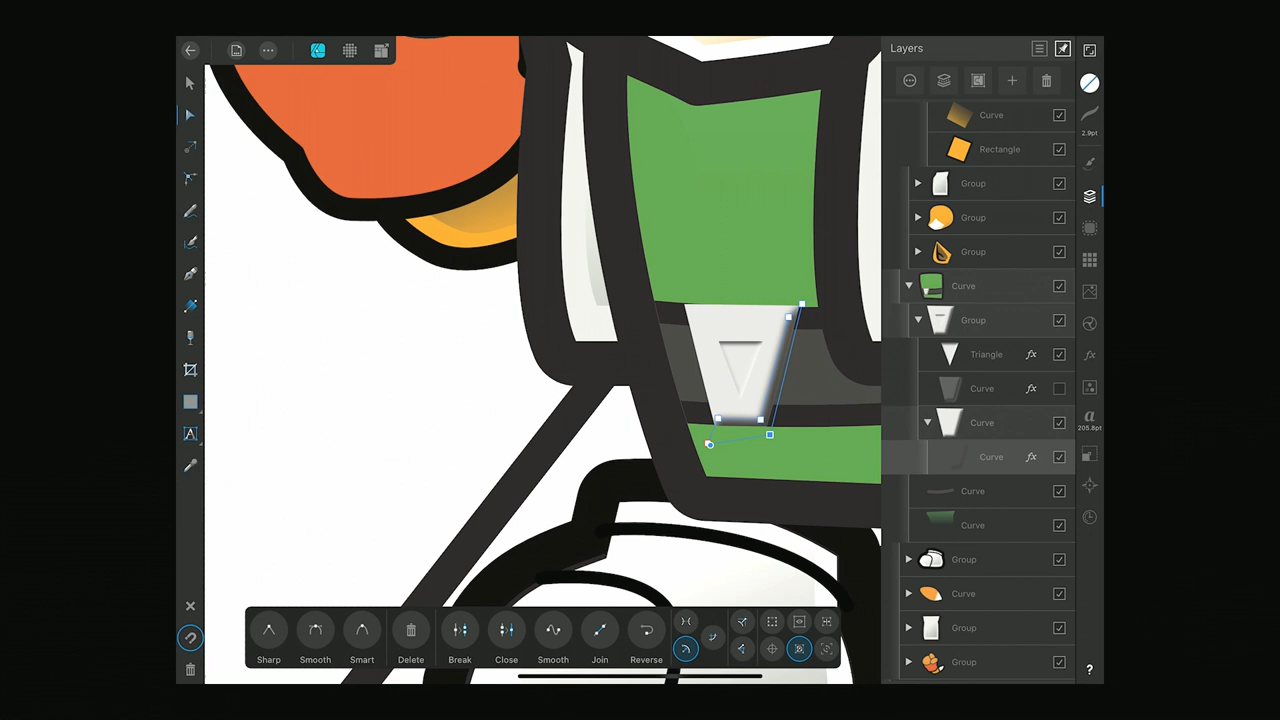 Layers
Curve
2.9pt
Rectangle
Group
Group
Group
Curve
Group
Triangle fx
fx
Curve fx
Curve
a
205.8pt
Curve fx
Curve
Curve
Group
Curve
Group
Group
Sharp Smooth Smart Delete Break Close Smooth Join Reverse
?